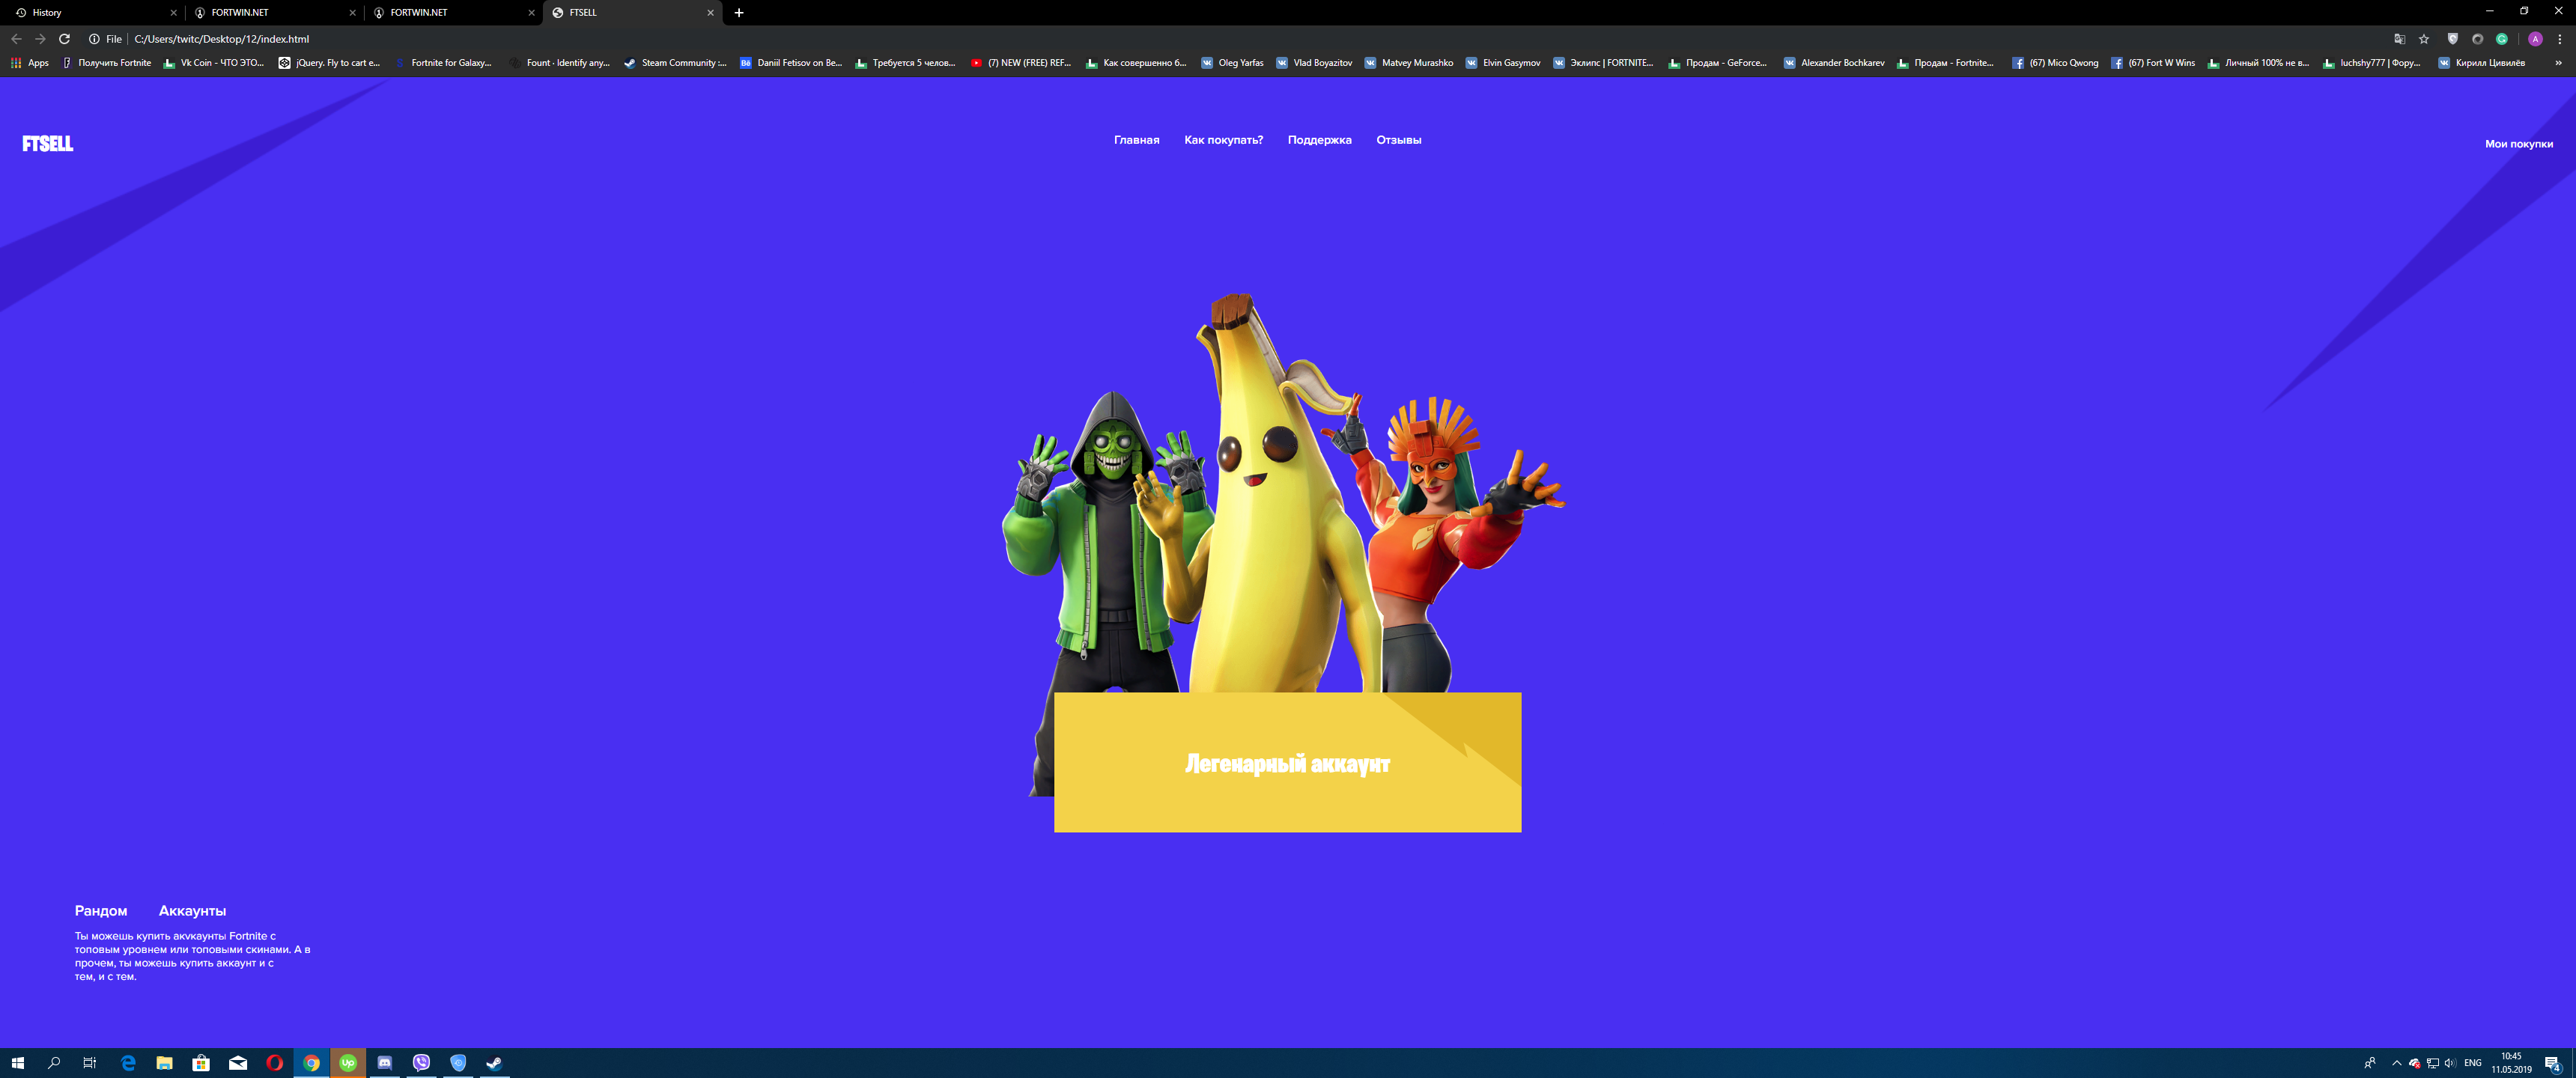 History
FORTWIN.NET
FORTWIN.NET
FTSELL
File
C:/Users/twitc/Desktop/12/index.html
A
Apps
Получить Fortnite
Vk Coin - ЧТО ЭТО...
jQuery. Fly to cart e...
Fortnite for Galaxy...
Fount · Identify any...
Bē
Steam Community :...
Daniil Fetisov on Be...
Требуется 5 челов...
(7) NEW (FREE) REF...
Как совершенно б...
Oleg Yarfas
Vlad Boyazitov
Matvey Murashko
Elvin Gasymov
Эклипс | FORTNITE...
Продам - GeForce...
Alexander Bochkarev
Продам - Fortnite...
(67) Mico Qwong
(67) Fort W Wins
Личный 100% не в...
luchshy777 | Фору...
Кирилл Цивилёв
»
FTSELL
Главная
Как покупать?
Поддержка
Отзывы
Мои покупки
Легенарный аккаунт
Рандом
Аккаунты
Ты можешь купить акукаунты Fortnite с
топовым уровнем или топовыми скинами. А в
прочем, ты можешь купить аккаунт и с
тем, и с тем.
ENG
10:45
11.05.2019
4